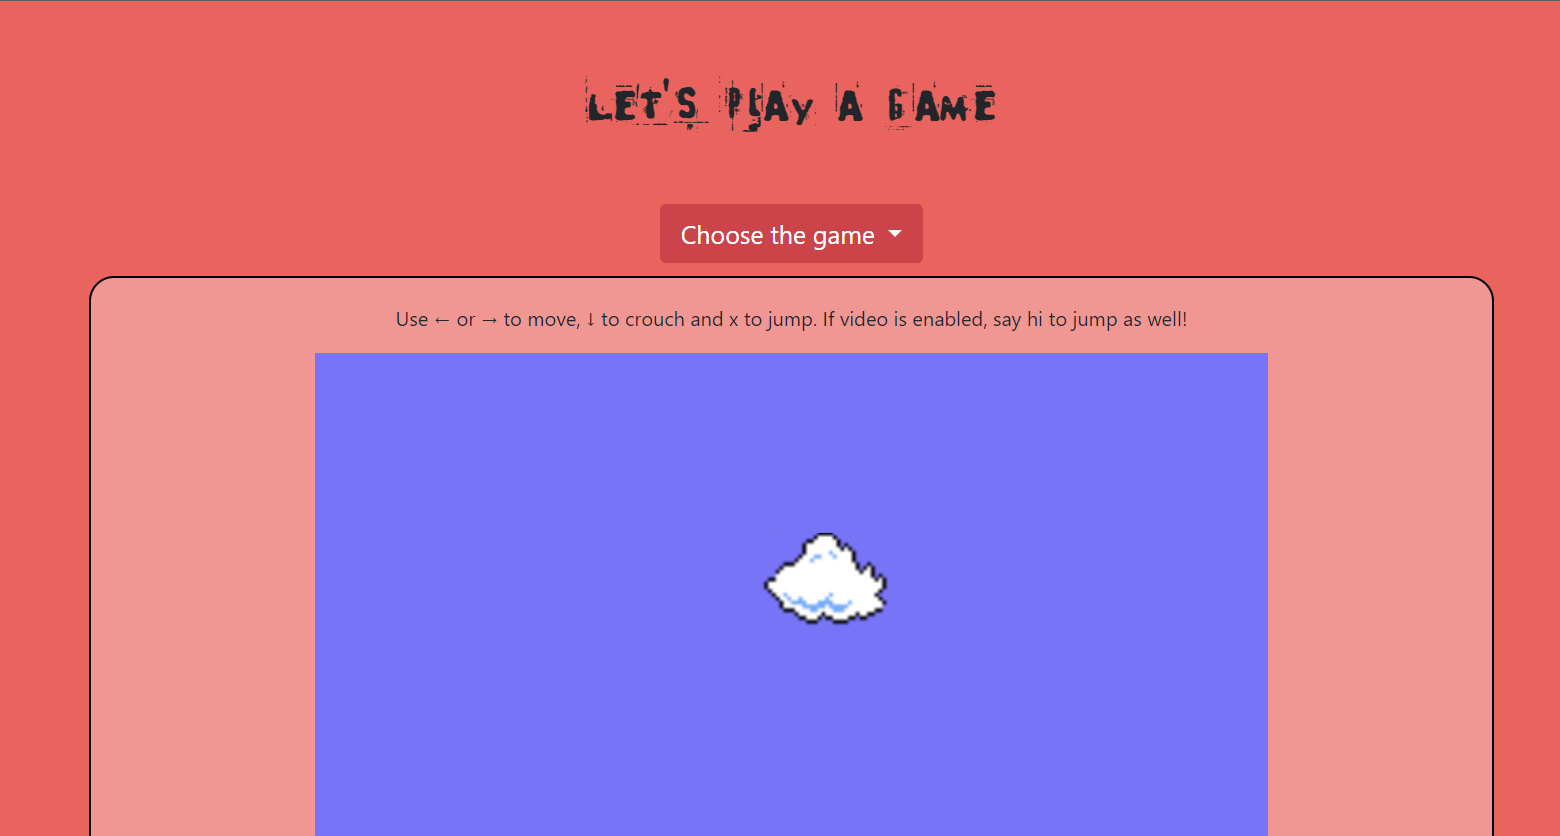 LET'S PLAY A GAME
Choose the game
Use ← or → to move, ↓ to crouch and x to jump. If video is enabled, say hi to jump as well!